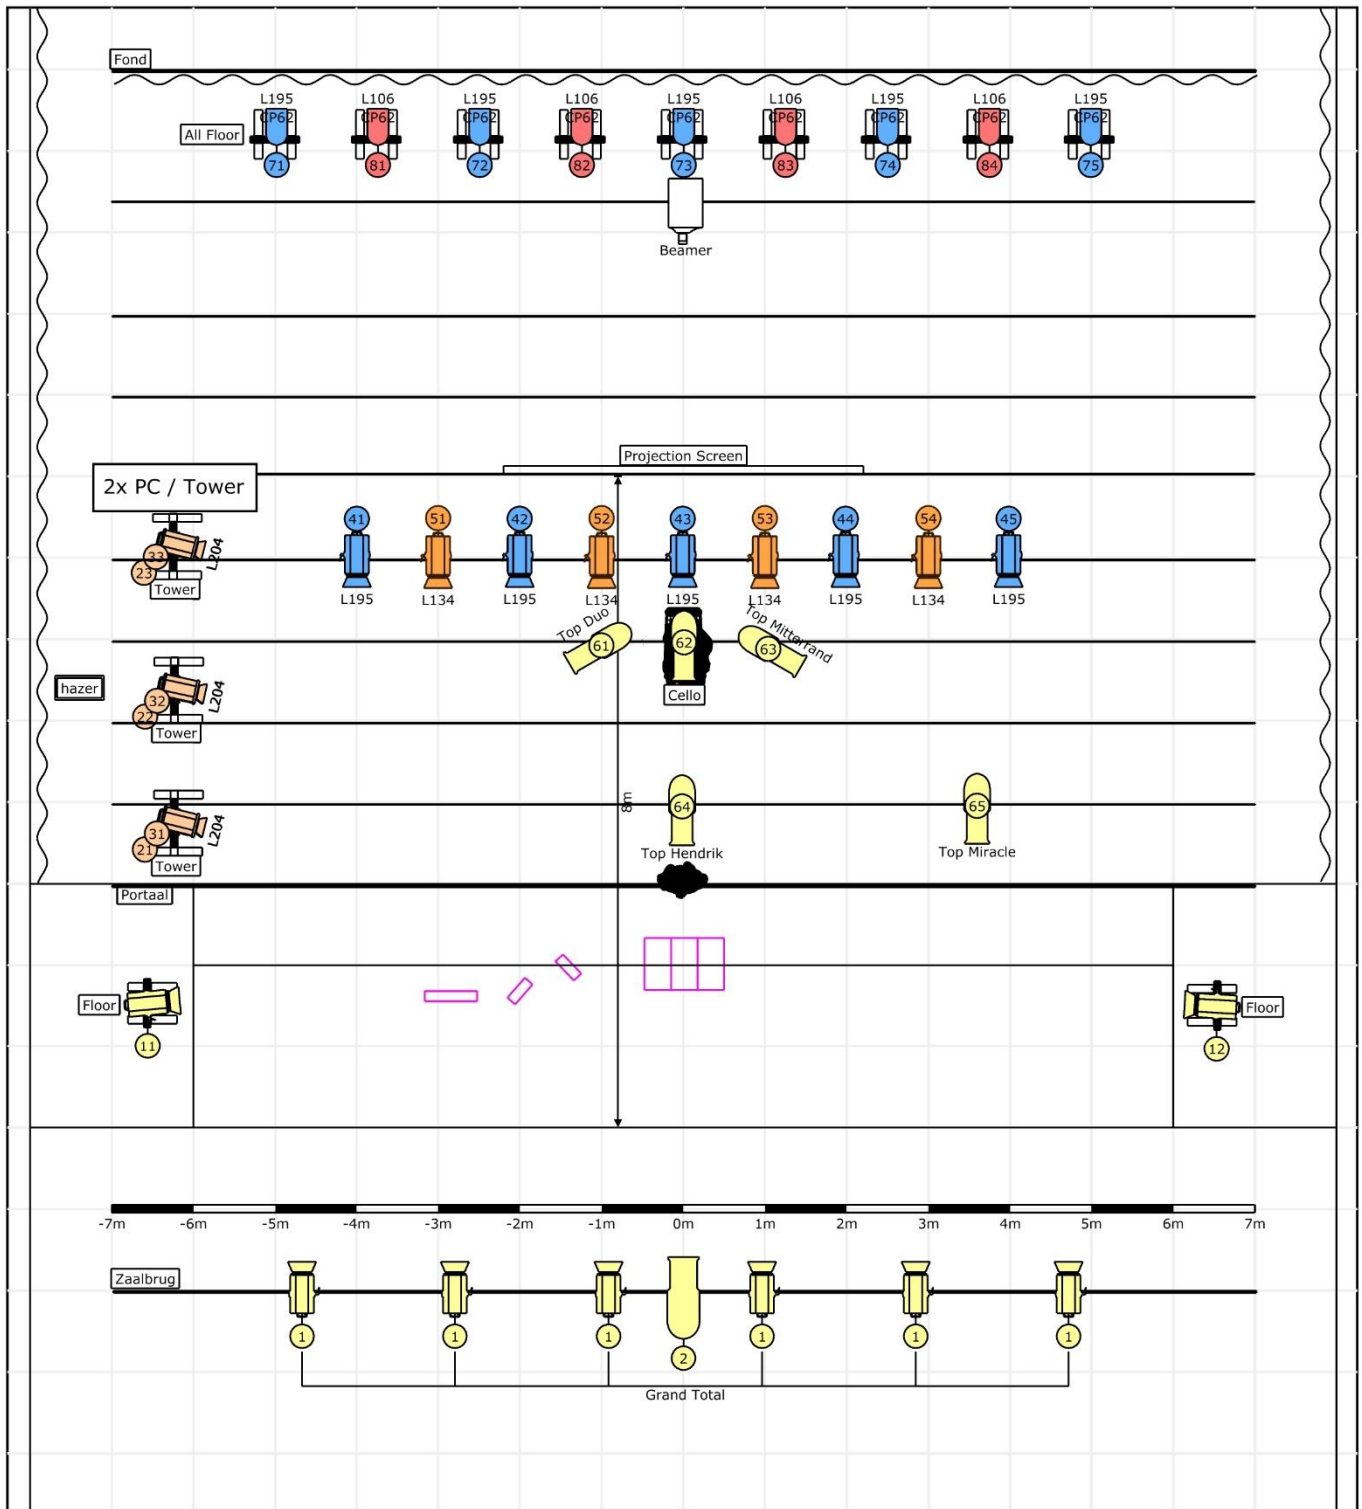 Fond
L195 L106 L195 L106 L195 L106 L195 L106 L195
CP62 CP62 CP62 CP62 CP62 CP62 CP62 CP62 CP62
All Floor
71 81 72 82 73 83 74 84 75
Beamer
Projection Screen
2x PC / Tower
41 51 42 52 43 53 44 54 45
33
23
L204
Tower
L195 L134 L195 L134 L195 L134 L195 L134 L195
Top Duo
Top Mitterrand
61 62 63
hazer
Cello
32
22
L204
Tower
8m
64 65
31
21
L204
Tower
Top Hendrik
Top Miracle
Portaal
Floor
Floor
11
12
-7m -6m -5m -4m -3m -2m -1m 0m 1m 2m 3m 4m 5m 6m 7m
Zaalbrug
1 1 1 2 1 1 1
Grand Total